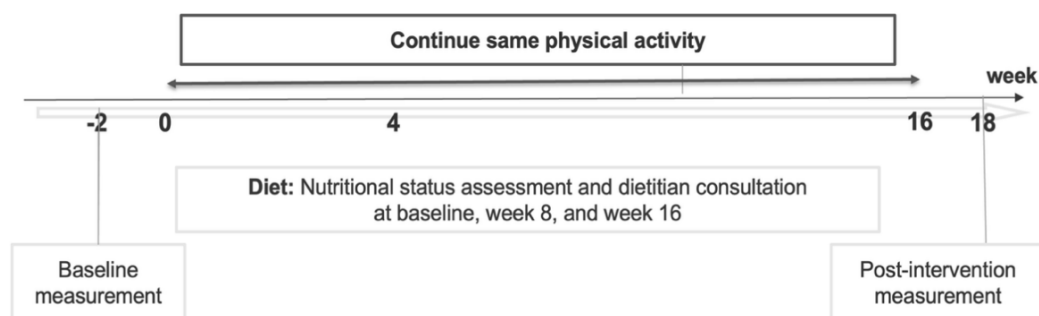 Continue same physical activity
week
-2 0 4 16 18
Diet: Nutritional status assessment and dietitian consultation
at baseline, week 8, and week 16
Baseline
measurement
Post-intervention
measurement